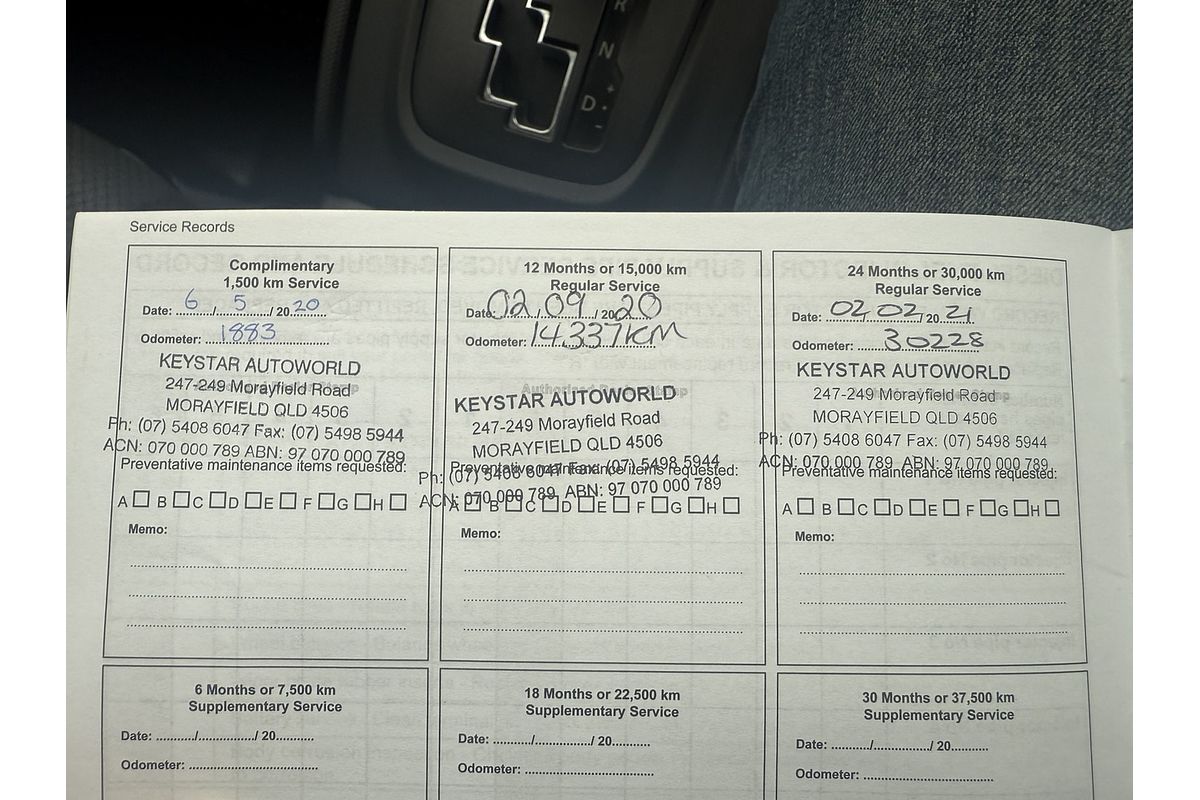 R
N
+
D
-
Service Records
Complimentary
1,500 km Service
Date: 6 / 5 / 20 20
Odometer: 1883
KEYSTAR AUTOWORLD
247-249 Morayfield Road
MORAYFIELD QLD 4506
Ph: (07) 5408 6047 Fax: (07) 5498 5944
ACN: 070 000 789 ABN: 97 070 000 789
Preventative maintenance items requested:
A B C D E F G H
Memo:
12 Months or 15,000 km
Regular Service
Date: 02 / 09 / 20 20
Odometer: 14337KM
Authorised Dealer Stamp
KEYSTAR AUTOWORLD
247-249 Morayfield Road
MORAYFIELD QLD 4506
Ph: (07) 5408 6047 Fax: (07) 5498 5944
Preventative maintenance items requested:
ACN: 070 000 789 ABN: 97 070 000 789
A B C D E F G H
Memo:
24 Months or 30,000 km
Regular Service
Date: 02 / 02 / 20 21
Odometer: 30228
KEYSTAR AUTOWORLD
247-249 Morayfield Road
MORAYFIELD QLD 4506
Ph: (07) 5408 6047 Fax: (07) 5498 5944
ACN: 070 000 789 ABN: 97 070 000 789
Preventative maintenance items requested:
A B C D E F G H
Memo:
6 Months or 7,500 km
Supplementary Service
Date: ........../............../ 20...........
Odometer: ......................................
18 Months or 22,500 km
Supplementary Service
Date: ........../............../ 20...........
Odometer: ......................................
30 Months or 37,500 km
Supplementary Service
Date: ........../............../ 20...........
Odometer: ......................................